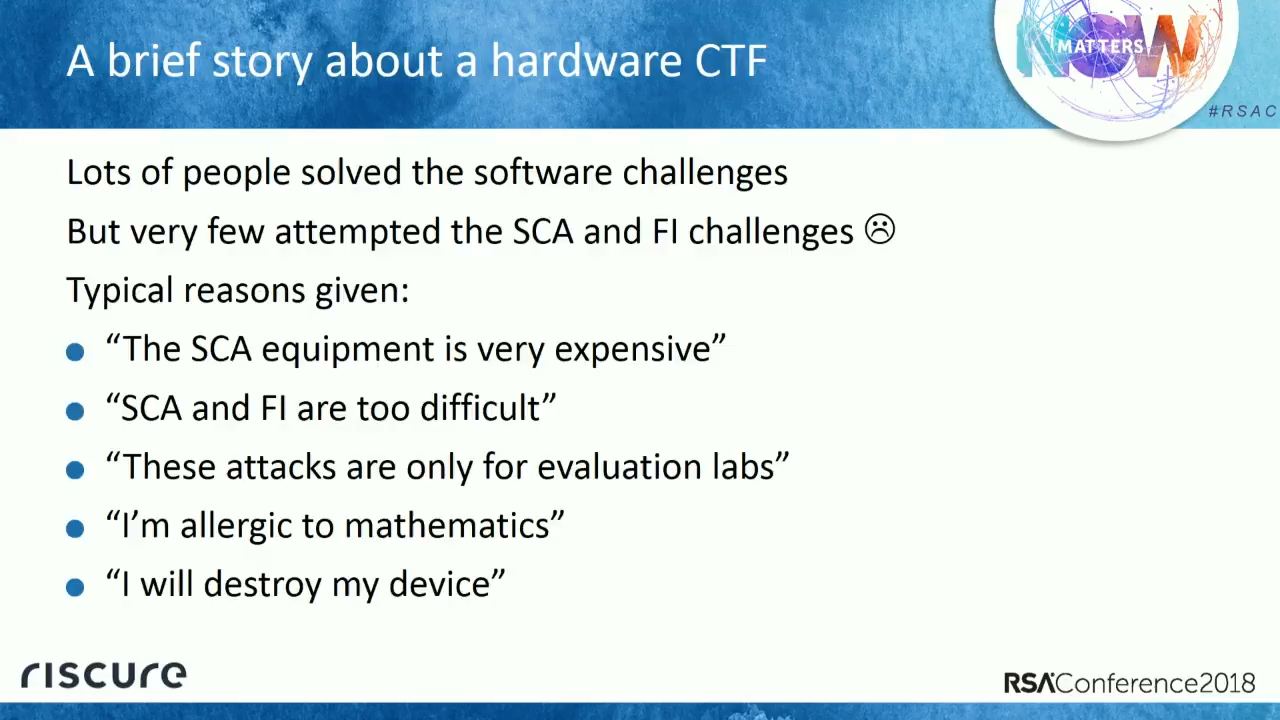 A brief story about a hardware CTF
NOW
MATTERS
#RSAC
Lots of people solved the software challenges
But very few attempted the SCA and FI challenges ☹
Typical reasons given:
● “The SCA equipment is very expensive”
● “SCA and FI are too difficult”
● “These attacks are only for evaluation labs”
● “I’m allergic to mathematics”
● “I will destroy my device”
riscure
RSAConference2018